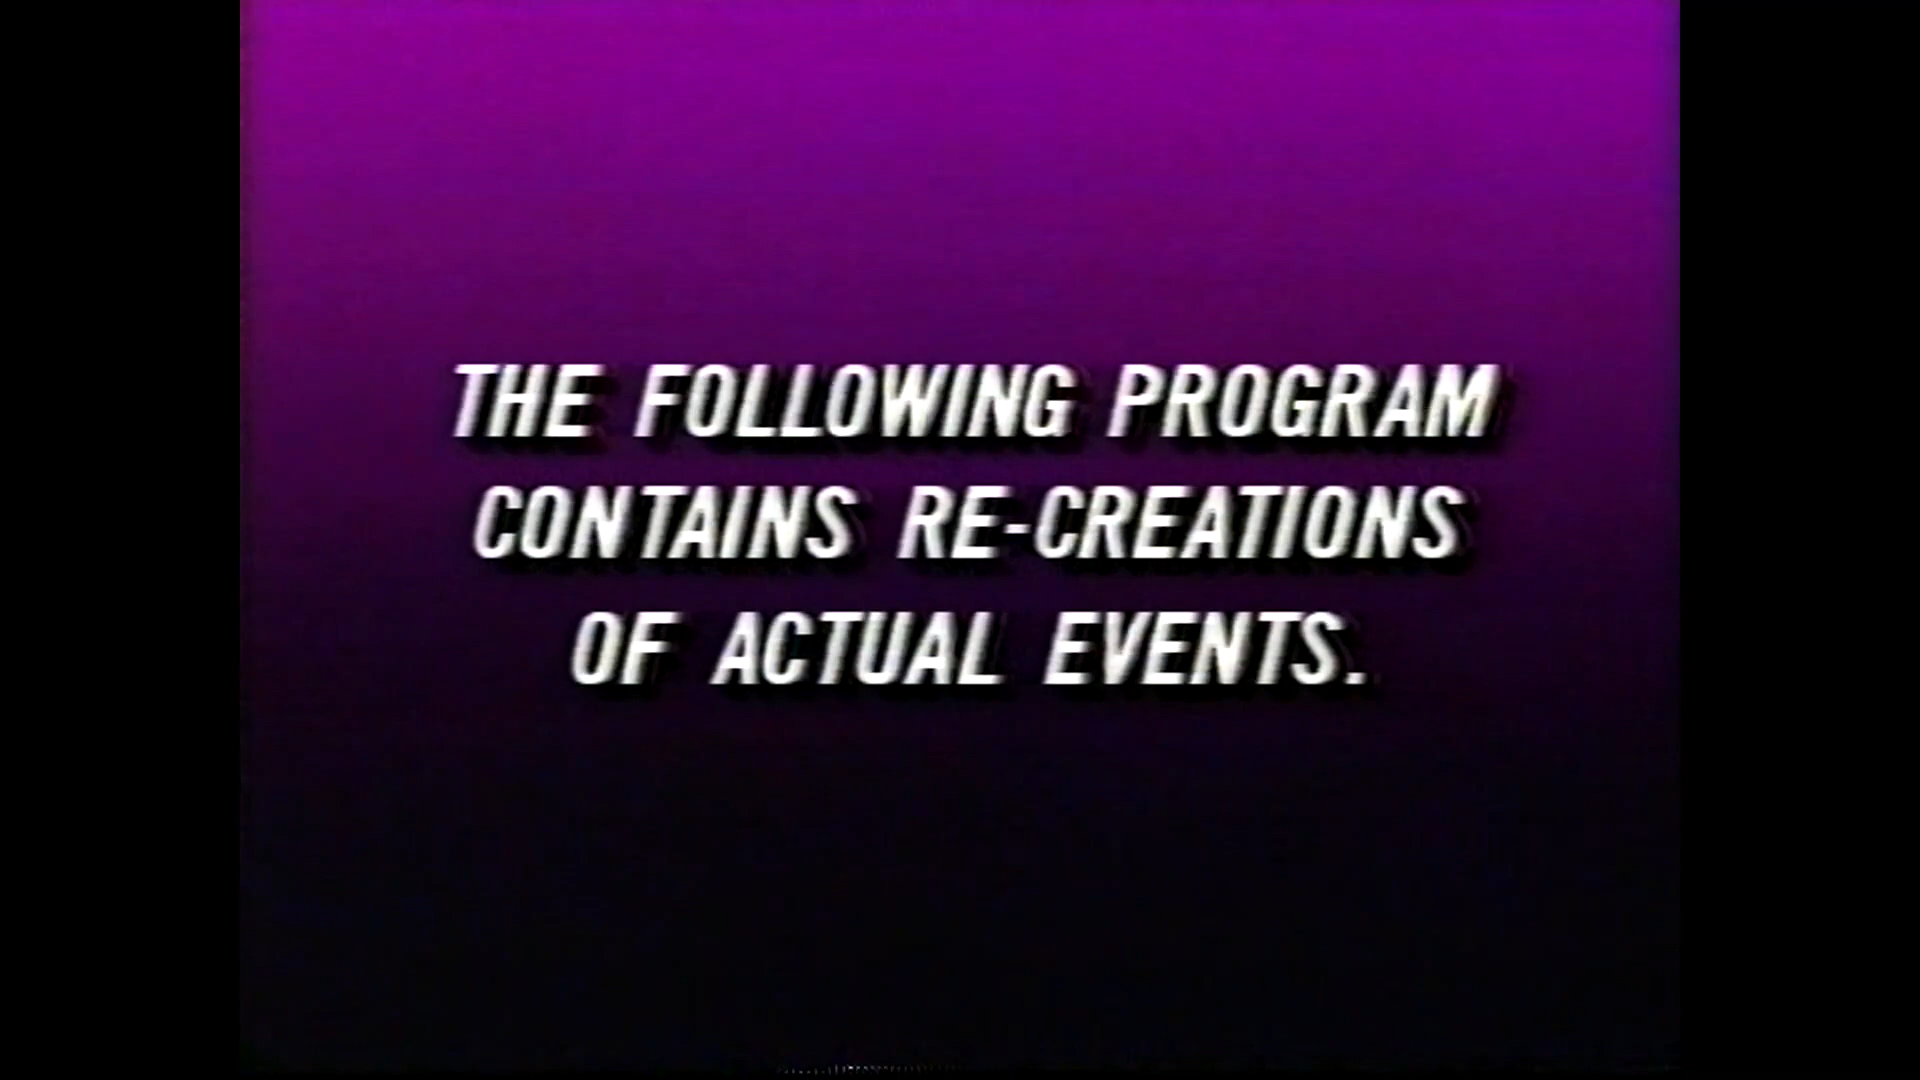 THE FOLLOWING PROGRAM
CONTAINS RE-CREATIONS
OF ACTUAL EVENTS.